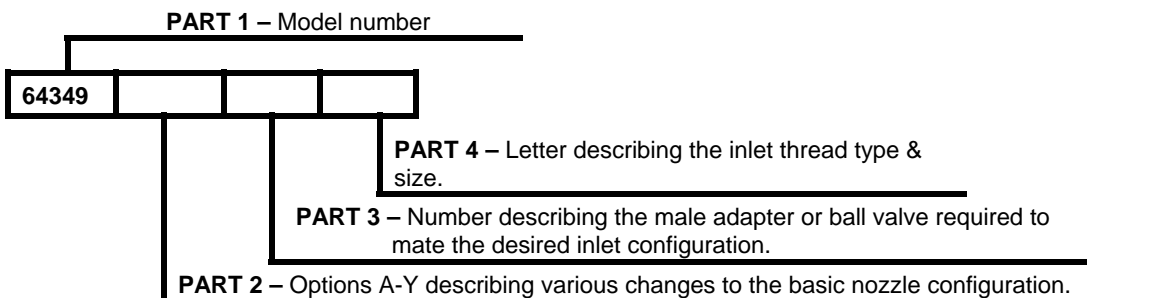 PART 1 – Model number
64349
PART 4 – Letter describing the inlet thread type &
size.
PART 3 – Number describing the male adapter or ball valve required to
mate the desired inlet configuration.
PART 2 – Options A-Y describing various changes to the basic nozzle configuration.